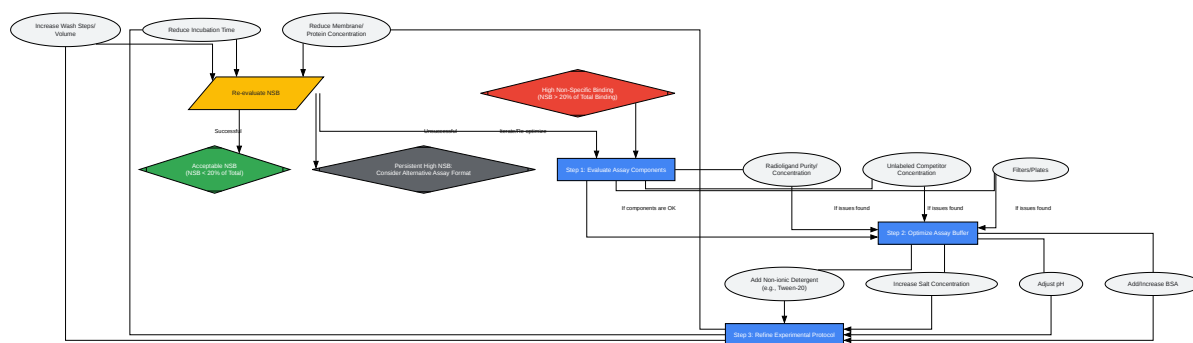 Increase Wash Steps/
Volume
Reduce Incubation Time
Reduce Membrane/
Protein Concentration
Re-evaluate NSB
High Non-Specific Binding
(NSB > 20% of Total Binding)
Successful
Unsuccessful
Iterate/Re-optimize
Acceptable NSB
(NSB < 20% of Total)
Persistent High NSB:
Consider Alternative Assay Format
Step 1: Evaluate Assay Components
Radioligand Purity/
Concentration
Unlabeled Competitor
Concentration
Filters/Plates
If components are OK
If issues found
If issues found
If issues found
Step 2: Optimize Assay Buffer
Add Non-ionic Detergent
(e.g., Tween-20)
Increase Salt Concentration
Adjust pH
Add/Increase BSA
Step 3: Refine Experimental Protocol